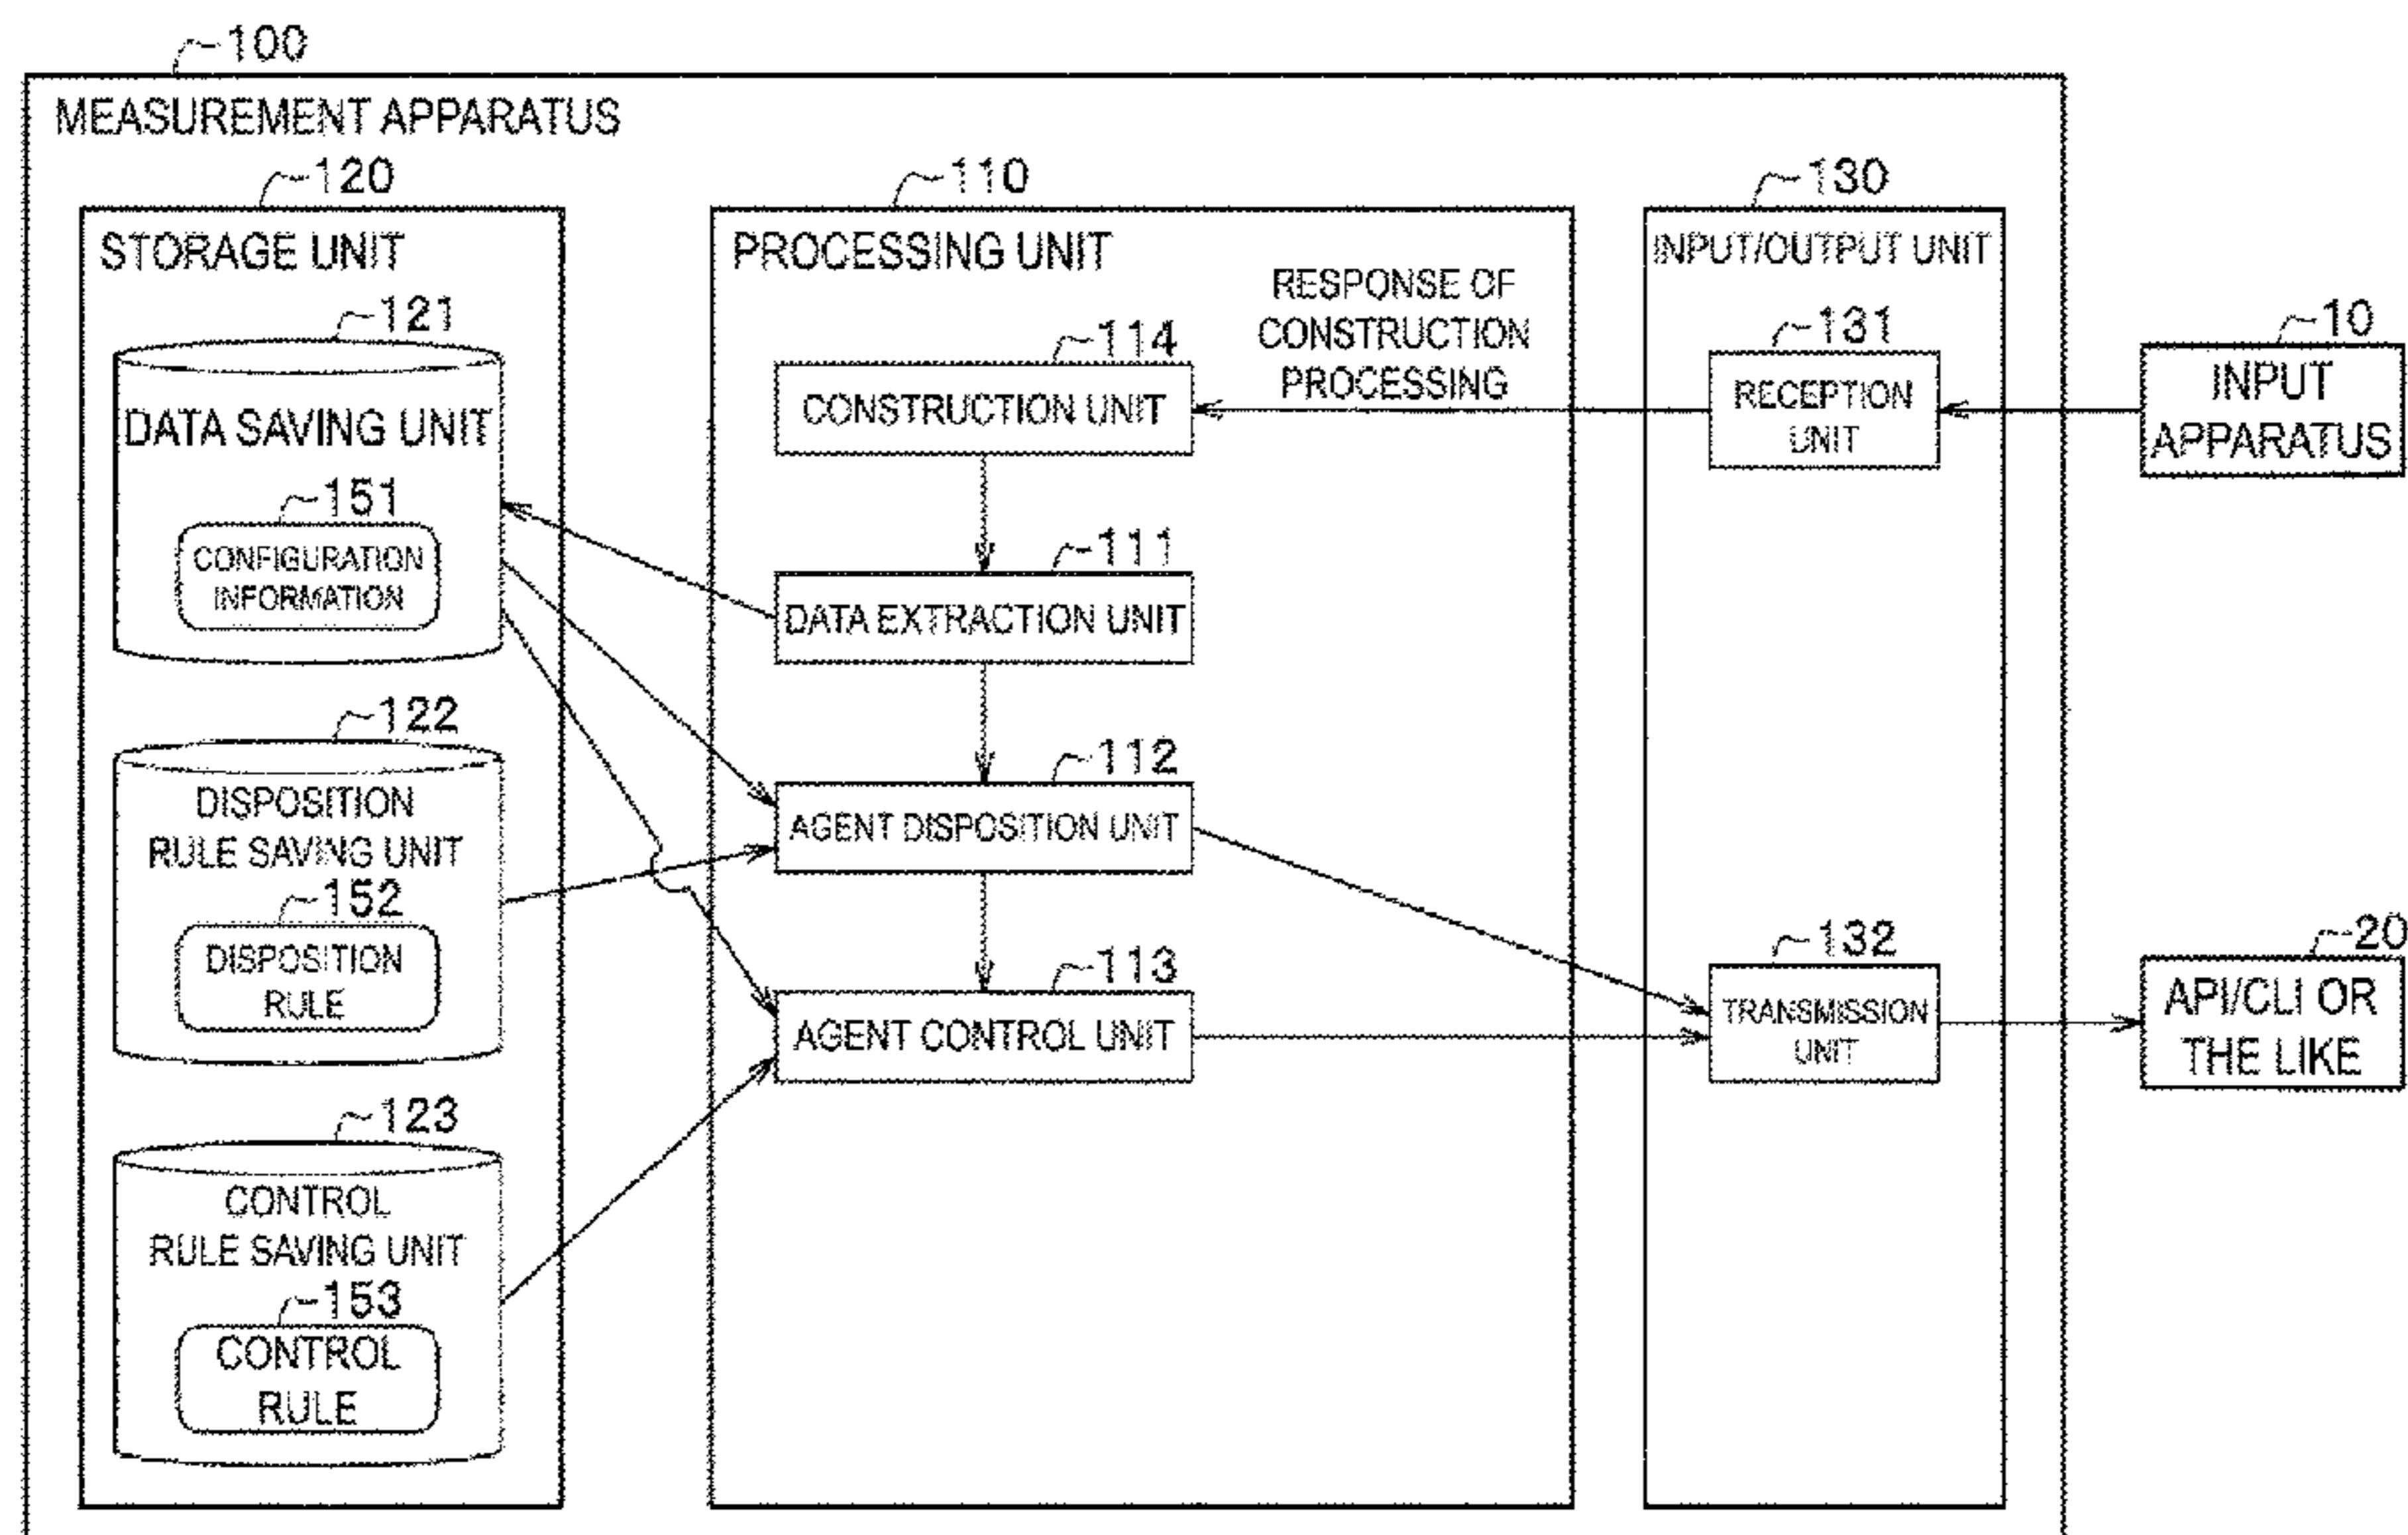 100
MEASUREMENT APPARATUS
120
STORAGE UNIT
121
DATA SAVING UNIT
151
CONFIGURATION
INFORMATION
122
DISPOSITION
RULE SAVING UNIT
152
DISPOSITION
RULE
123
CONTROL
RULE SAVING UNIT
153
CONTROL
RULE
110
PROCESSING UNIT
RESPONSE OF
CONSTRUCTION
PROCESSING
114
CONSTRUCTION UNIT
111
DATA EXTRACTION UNIT
112
AGENT DISPOSITION UNIT
113
AGENT CONTROL UNIT
130
INPUT/OUTPUT UNIT
131
RECEPTION
UNIT
132
TRANSMISSION
UNIT
10
INPUT
APPARATUS
20
API/CLI OR
THE LIKE